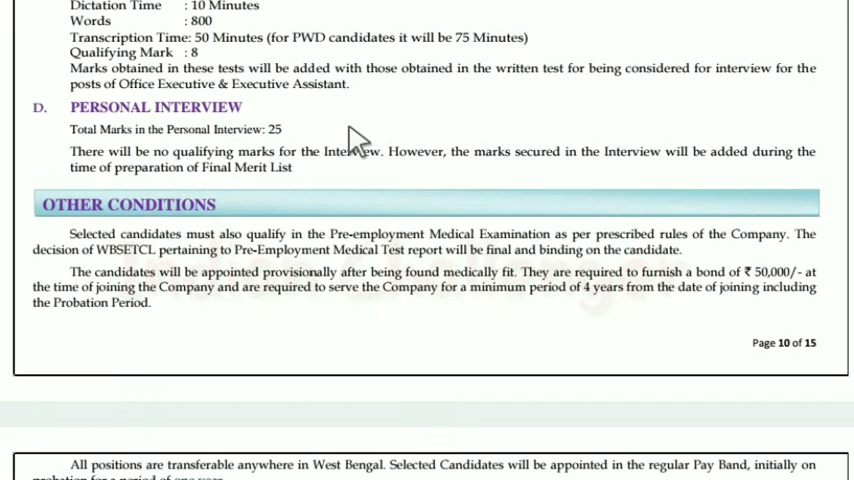 Dictation Time : 10 Minutes
Words : 800
Transcription Time: 50 Minutes (for PWD candidates it will be 75 Minutes)
Qualifying Mark : 8
Marks obtained in these tests will be added with those obtained in the written test for being considered for interview for the
posts of Office Executive & Executive Assistant.
D. PERSONAL INTERVIEW
Total Marks in the Personal Interview: 25
There will be no qualifying marks for the Interview. However, the marks secured in the Interview will be added during the
time of preparation of Final Merit List
OTHER CONDITIONS
Selected candidates must also qualify in the Pre-employment Medical Examination as per prescribed rules of the Company. The
decision of WBSETCL pertaining to Pre-Employment Medical Test report will be final and binding on the candidate.
The candidates will be appointed provisionally after being found medically fit. They are required to furnish a bond of ₹ 50,000/- at
the time of joining the Company and are required to serve the Company for a minimum period of 4 years from the date of joining including
the Probation Period.
Page 10 of 15
All positions are transferable anywhere in West Bengal. Selected Candidates will be appointed in the regular Pay Band, initially on
probation for a period of one year